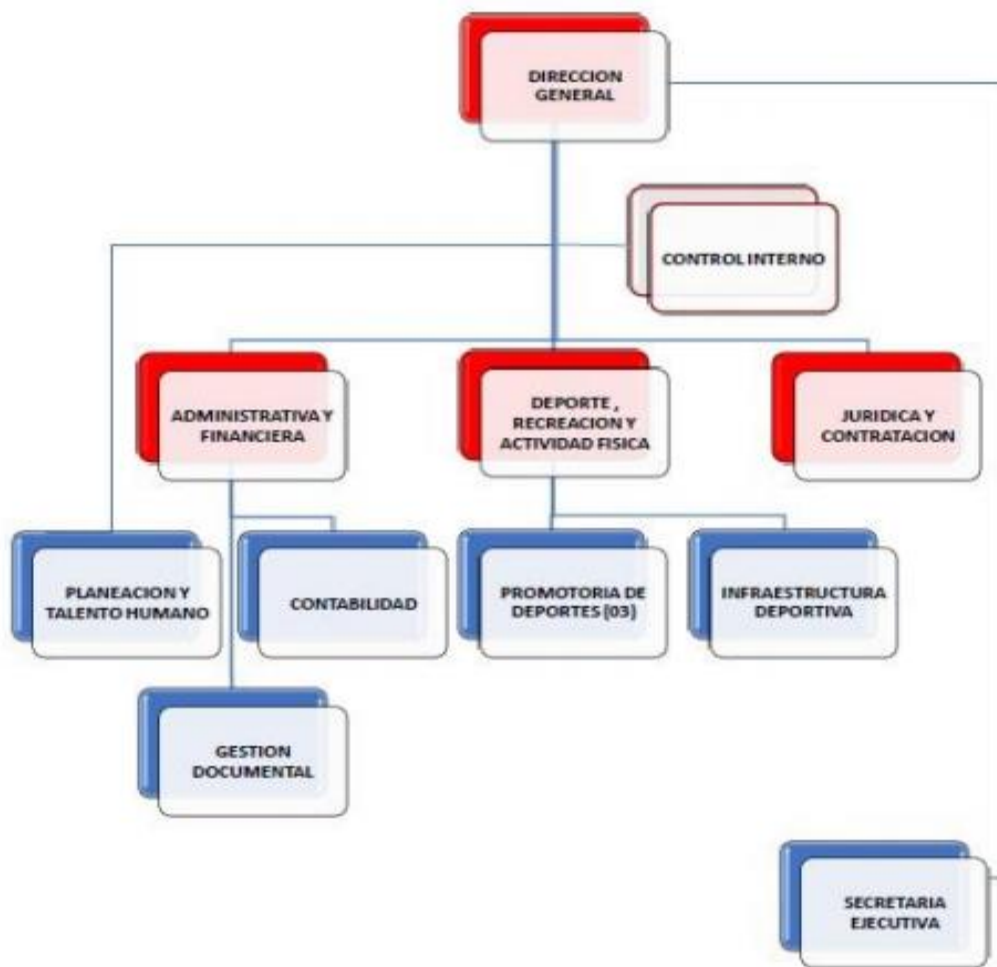 DIRECCION
GENERAL
CONTROL INTERNO
ADMINISTRATIVA Y
FINANCIERA
DEPORTE ,
RECREACION Y
ACTIVIDAD FISICA
JURIDICA Y
CONTRATACION
PLANEACION Y
TALENTO HUMANO
CONTABILIDAD
PROMOTORIA DE
DEPORTES (03)
INFRAESTRUCTURA
DEPORTIVA
GESTION
DOCUMENTAL
SECRETARIA
EJECUTIVA